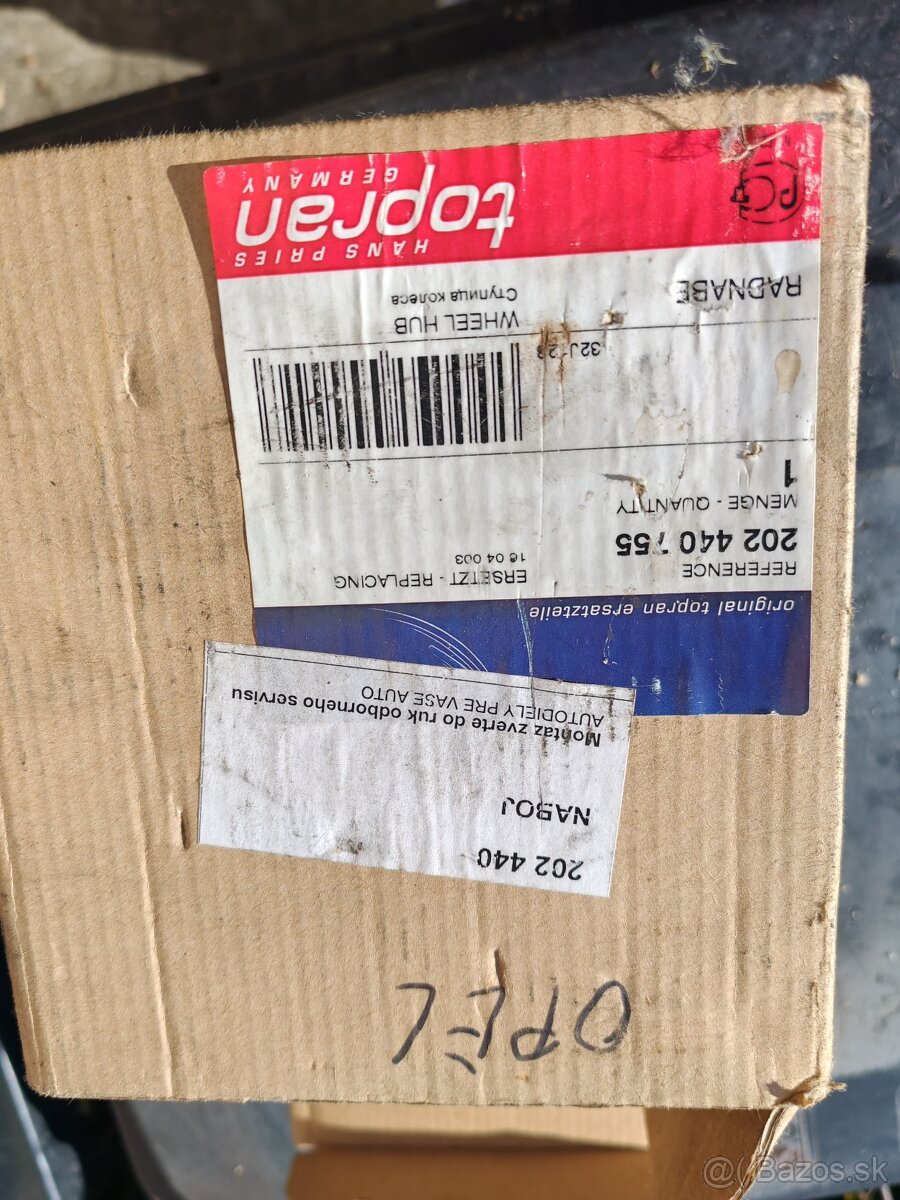 202 440
NABOJ
Montaz zverte do ruk odborneho servisu
AUTODIELY PRE VASE AUTO
original topran ersatzteile
REFERENCE
202 440 755
ERSETZT - REPLACING
16 04 003
MENGE - QUANTITY
1
32J123
RADNABE
WHEEL HUB
Ступица колеса
HANS PRIES
topran
GERMANY
OPEL
@ Bazos.sk